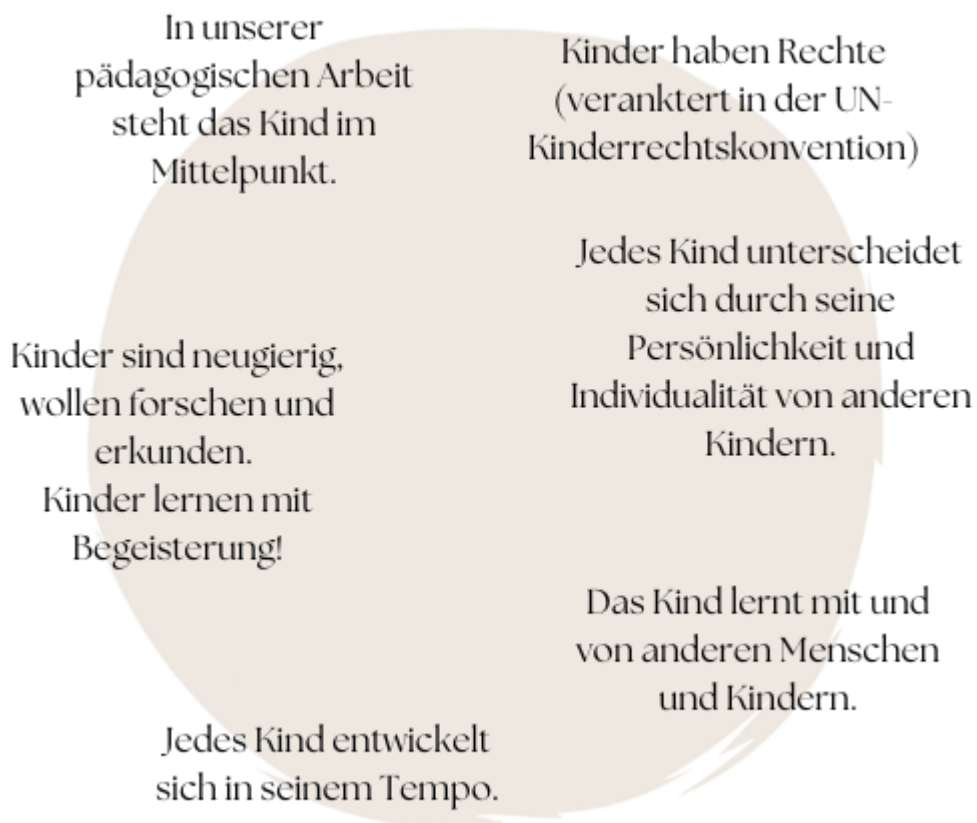 In unserer
pädagogischen Arbeit
steht das Kind im
Mittelpunkt.
Kinder haben Rechte
(veranktert in der UN-
Kinderrechtskonvention)
Jedes Kind unterscheidet
sich durch seine
Persönlichkeit und
Individualität von anderen
Kindern.
Kinder sind neugierig,
wollen forschen und
erkunden.
Kinder lernen mit
Begeisterung!
Das Kind lernt mit und
von anderen Menschen
und Kindern.
Jedes Kind entwickelt
sich in seinem Tempo.